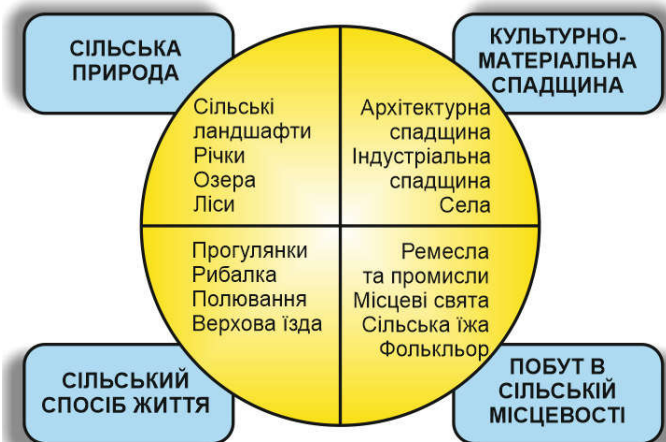 СІЛЬСЬКА
ПРИРОДА
КУЛЬТУРНО-
МАТЕРІАЛЬНА
СПАДЩИНА
Сільські
ландшафти
Річки
Озера
Ліси
Архітектурна
спадщина
Індустріальна
спадщина
Села
Прогулянки
Рибалка
Полювання
Верхова їзда
Ремесла
та промисли
Місцеві свята
Сільська їжа
Фольклор
СІЛЬСЬКИЙ
СПОСІБ ЖИТТЯ
ПОБУТ В
СІЛЬСЬКІЙ
МІСЦЕВОСТІ